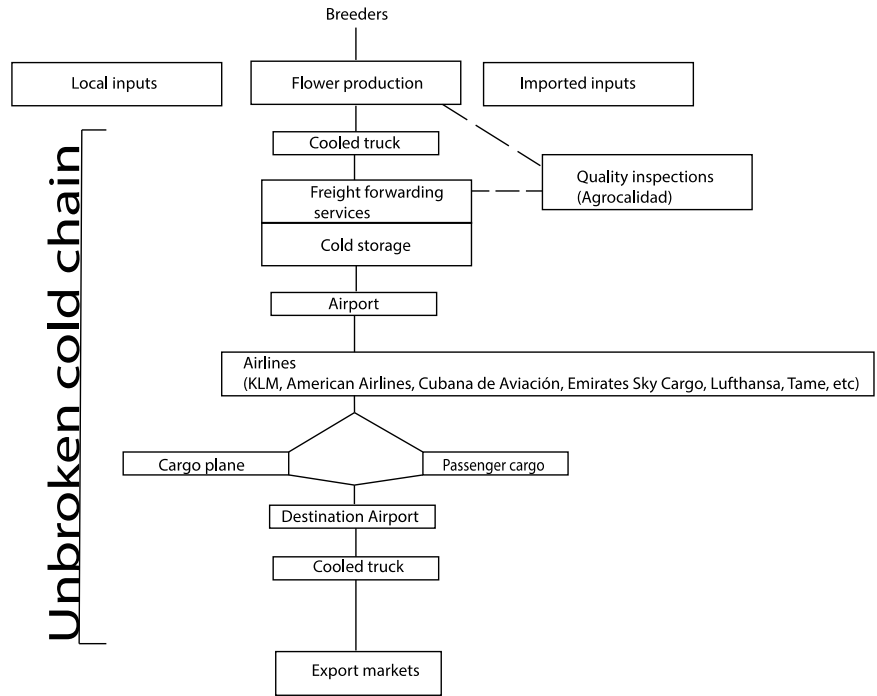 Breeders
Local inputs
Flower production
Imported inputs
Unbroken cold chain
Cooled truck
Quality inspections
(Agrocalidad)
Freight forwarding
services
Cold storage
Airport
Airlines
(KLM, American Airlines, Cubana de Aviación, Emirates Sky Cargo, Lufthansa, Tame, etc)
Cargo plane
Passenger cargo
Destination Airport
Cooled truck
Export markets